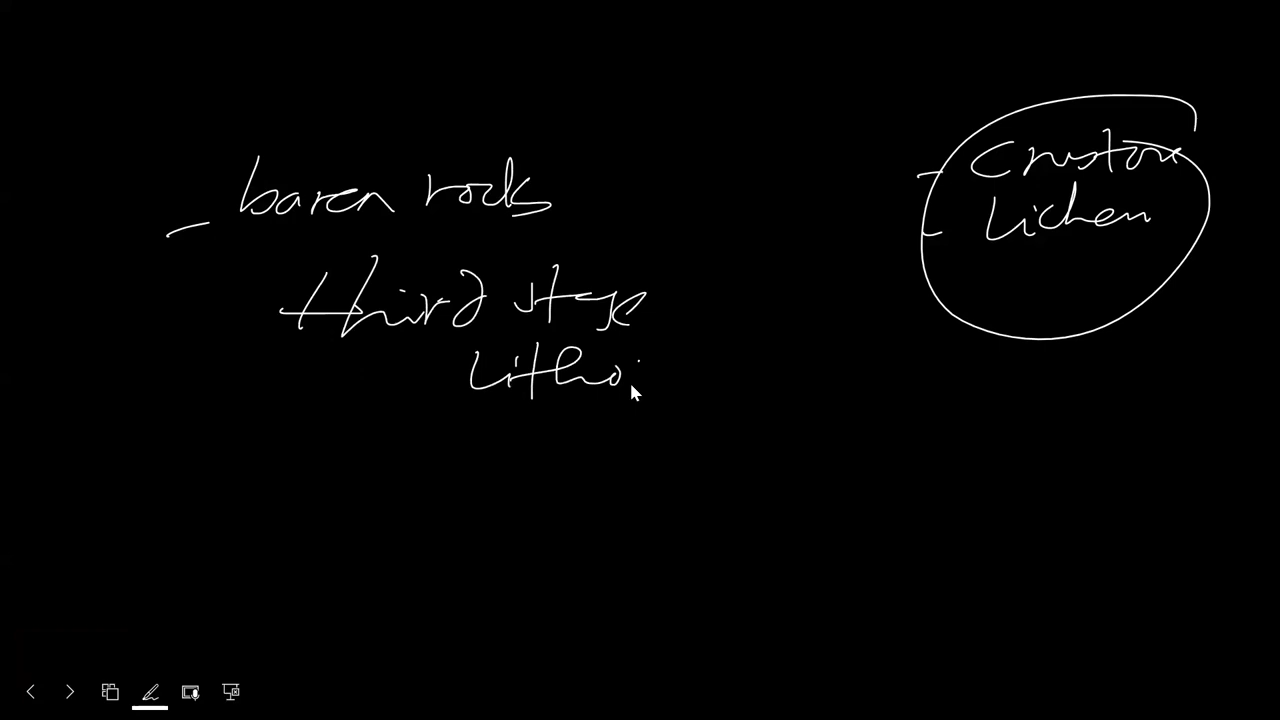 - baren rocks
third stage
Litho
- Crustose
- Lichen